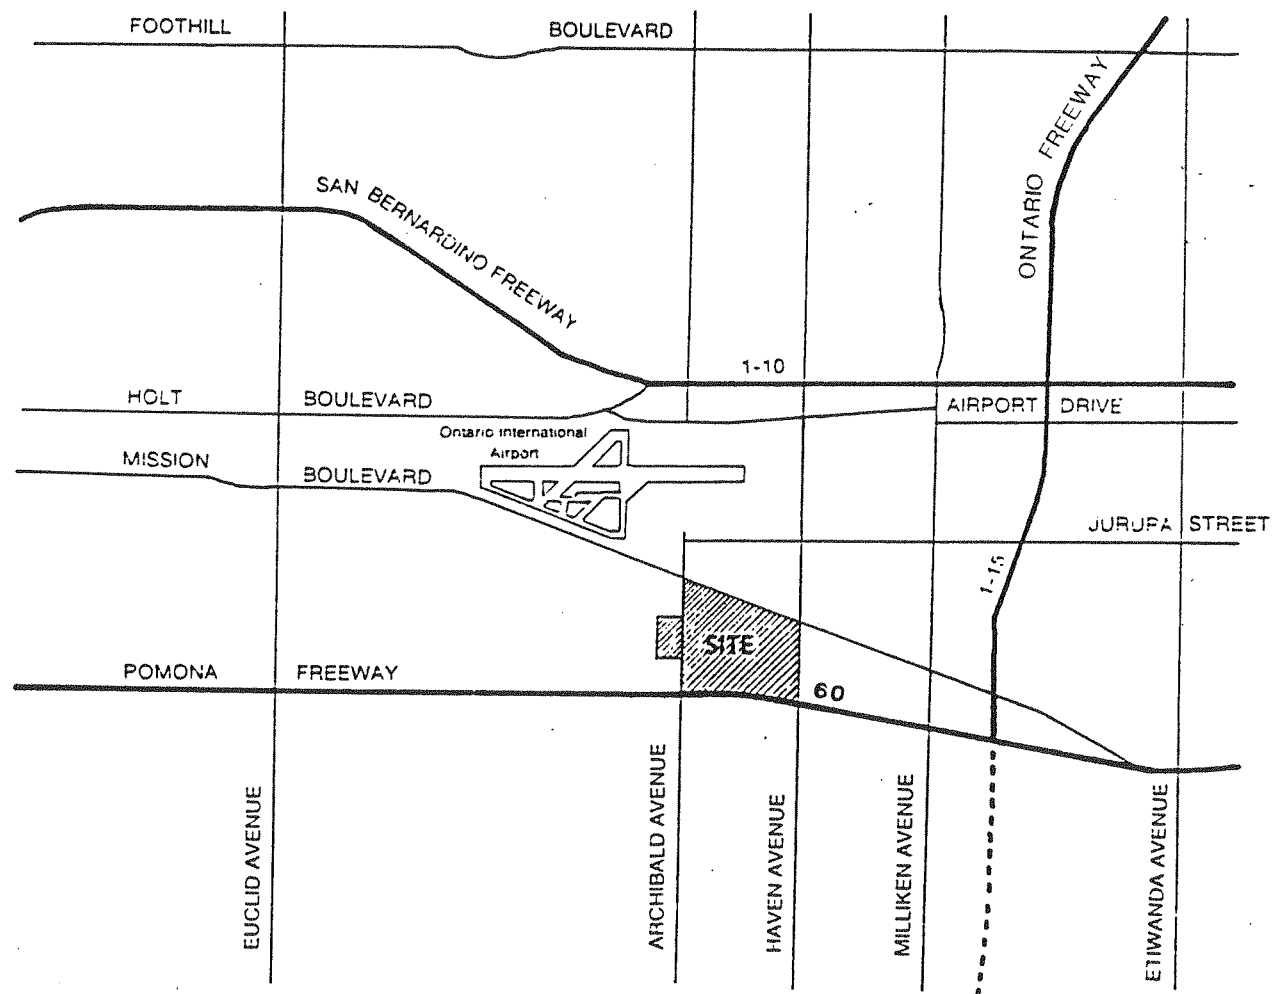 FOOTHILL BOULEVARD
ONTARIO FREEWAY
SAN BERNARDINO FREEWAY
1-10
HOLT BOULEVARD
AIRPORT DRIVE
Ontario International
Airport
MISSION BOULEVARD
JURUPA STREET
1-15
SITE
POMONA FREEWAY
60
EUCLID AVENUE
ARCHIBALD AVENUE
HAVEN AVENUE
MILLIKEN AVENUE
ETIWANDA AVENUE